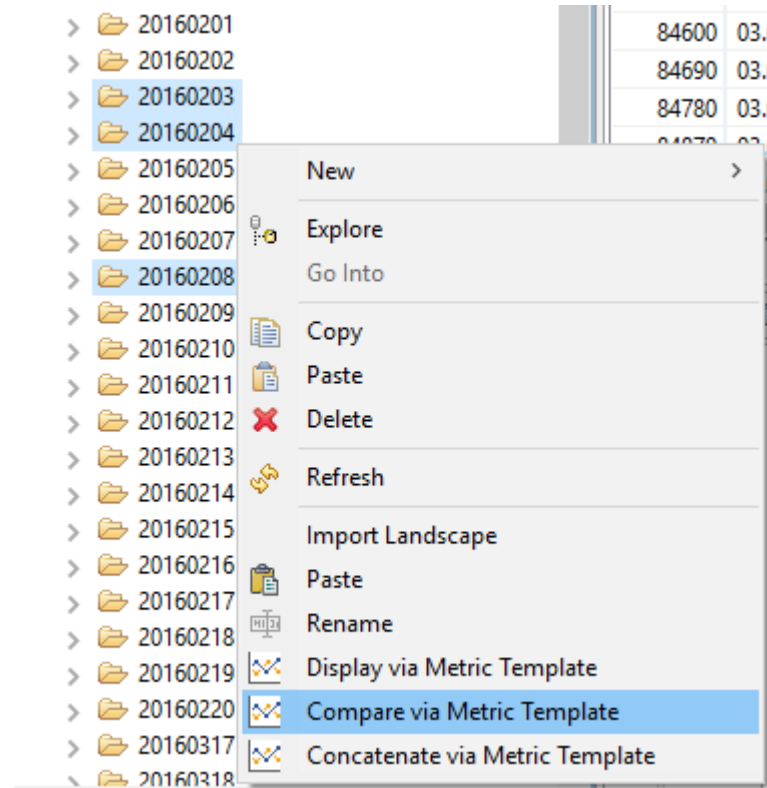 20160201
20160202
20160203
20160204
20160205
20160206
20160207
20160208
20160209
20160210
20160211
20160212
20160213
20160214
20160215
20160216
20160217
20160218
20160219
20160220
20160317
20160318
84600 03.
84690 03.
84780 03.
84870 03
New
Explore
Go Into
Copy
Paste
Delete
Refresh
Import Landscape
Paste
Rename
Display via Metric Template
Compare via Metric Template
Concatenate via Metric Template